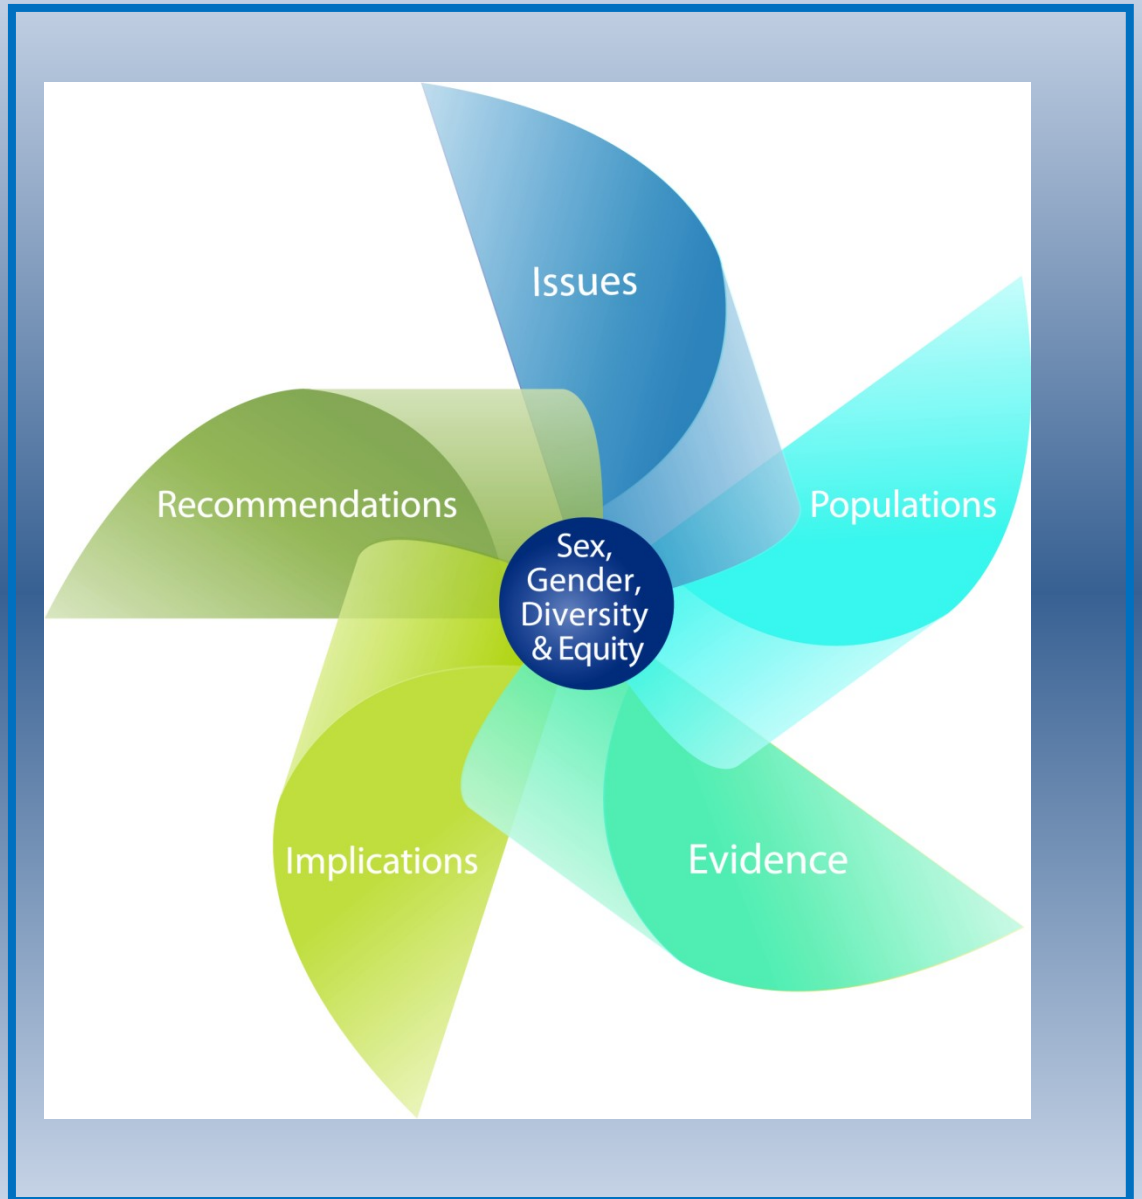 Issues
Populations
Evidence
Implications
Recommendations
Sex,
Gender,
Diversity
& Equity